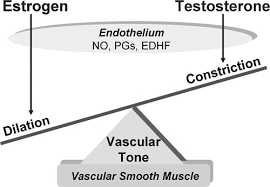 Estrogen Testosterone
Endothelium
NO, PGs, EDHF
Constriction
Dilation
Vascular
Tone
Vascular Smooth Muscle